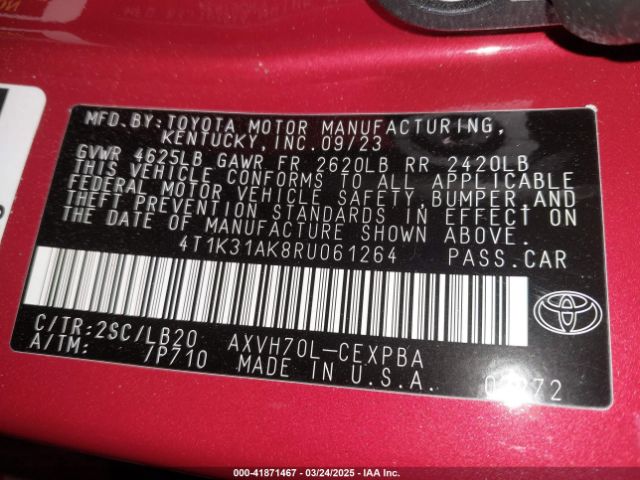 MFD.BY:TOYOTA MOTOR MANUFACTURING,
KENTUCKY, INC.09/23
GVWR 4625LB GAWR FR 2620LB RR 2420LB
THIS VEHICLE CONFORMS TO ALL APPLICABLE
FEDERAL MOTOR VEHICLE SAFETY,BUMPER,AND
THEFT PREVENTION STANDARDS IN EFFECT ON
THE DATE OF MANUFACTURE SHOWN ABOVE.
4T1K31AK8RU061264 PASS.CAR
C/TR:2SC/LB20 AXVH70L-CEXPBA
A/TM: /P710 MADE IN U.S.A.
000-41871467 • 03/24/2025 • IAA Inc.